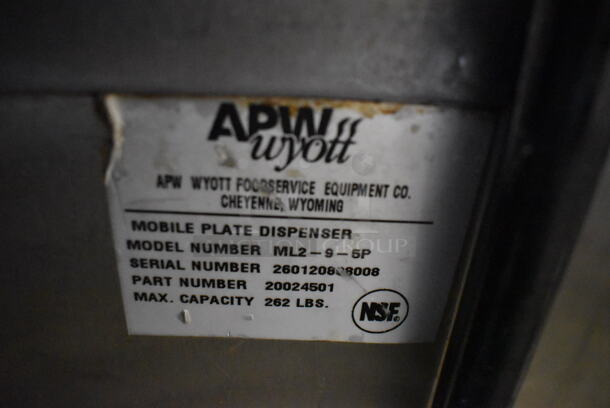 APW
wyott
APW WYOTT FOODSERVICE EQUIPMENT CO.
CHEYENNE, WYOMING
MOBILE PLATE DISPENSER
MODEL NUMBER ML2-9-5P
SERIAL NUMBER
PART NUMBER 20024501
MAX. CAPACITY 262 LBS.
NSF®
GROUP